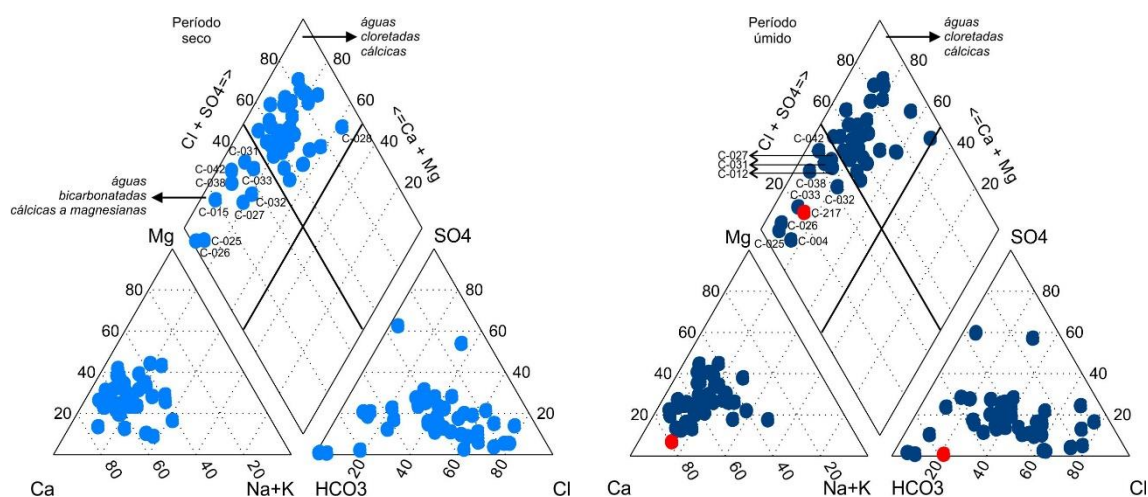 Período
seco
águas
cloretadas
cálcicas
80
80
60
60
40
40
20
Cl + SO4=>
<=Ca + Mg
C-028
C-031
C-042
C-038
C-033
C-032
C-015
C-027
C-025
C-026
águas
bicarbonatadas
cálcicas a magnesianas
Mg
SO4
80
80
60
60
40
40
20
20
80
60
40
20
20
40
60
80
Ca
Na+K
HCO3
Cl
Período
úmido
águas
cloretadas
cálcicas
80
80
60
60
40
40
20
20
Cl + SO4=>
<=Ca + Mg
C-042
C-027
C-031
C-012
C-038
C-033
C-032
C-217
C-026
C-025
C-004
Mg
SO4
80
80
60
60
40
40
20
20
80
60
40
20
20
40
60
80
Ca
Na+K
HCO3
Cl